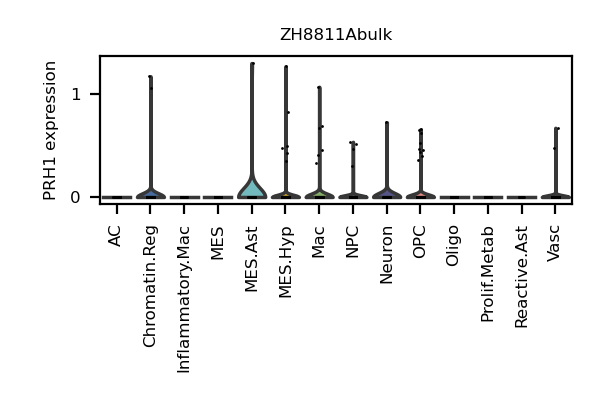 ZH8811Abulk
PRH1 expression
1
0
AC
Chromatin.Reg
Inflammatory.Mac
MES
MES.Ast
MES.Hyp
Mac
NPC
Neuron
OPC
Oligo
Prolif.Metab
Reactive.Ast
Vasc